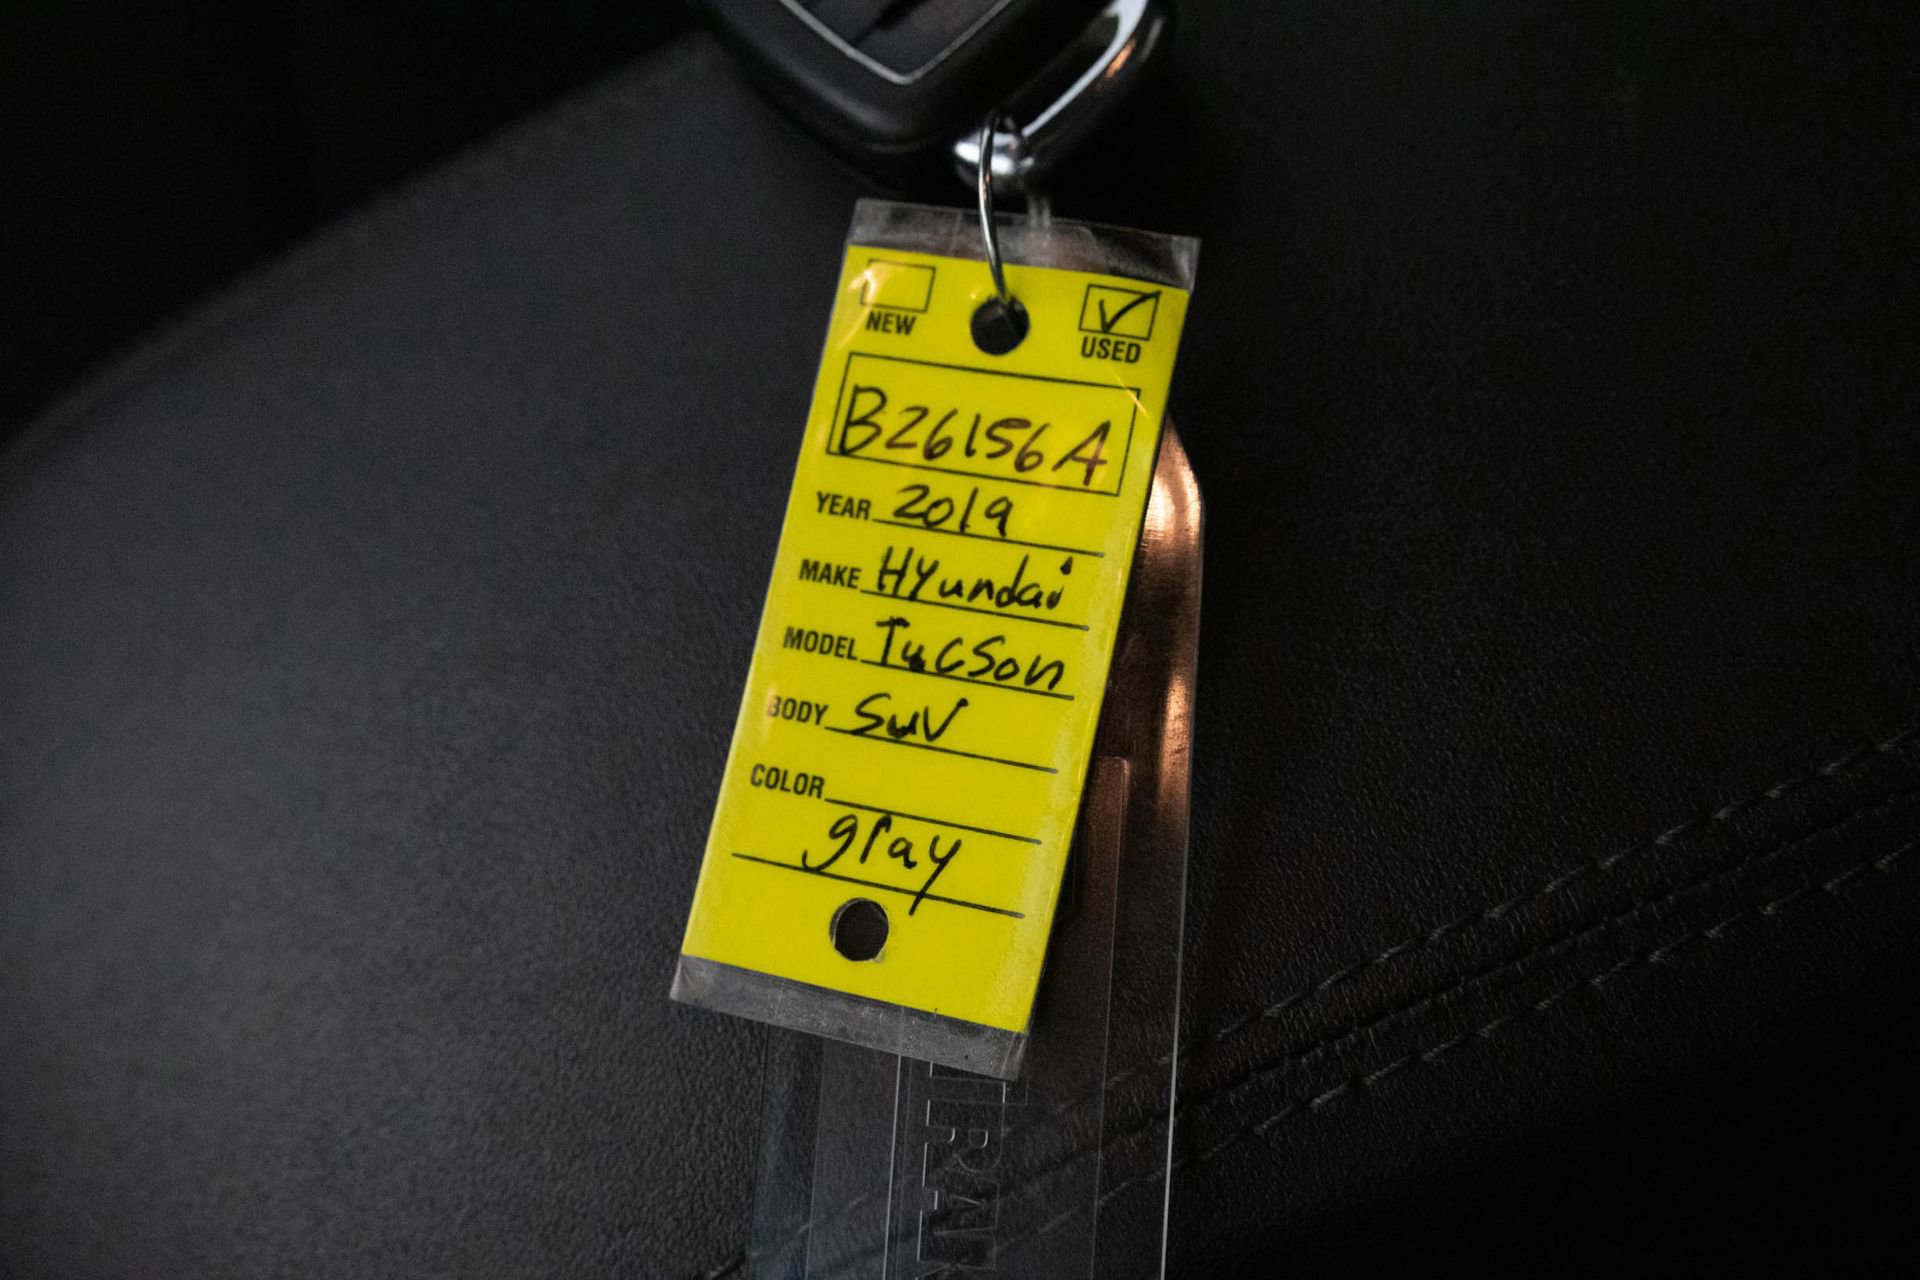 NEW USED
B26156A
YEAR 2019
MAKE HYundai
MODEL TucSon
BODY SuV
COLOR
gray